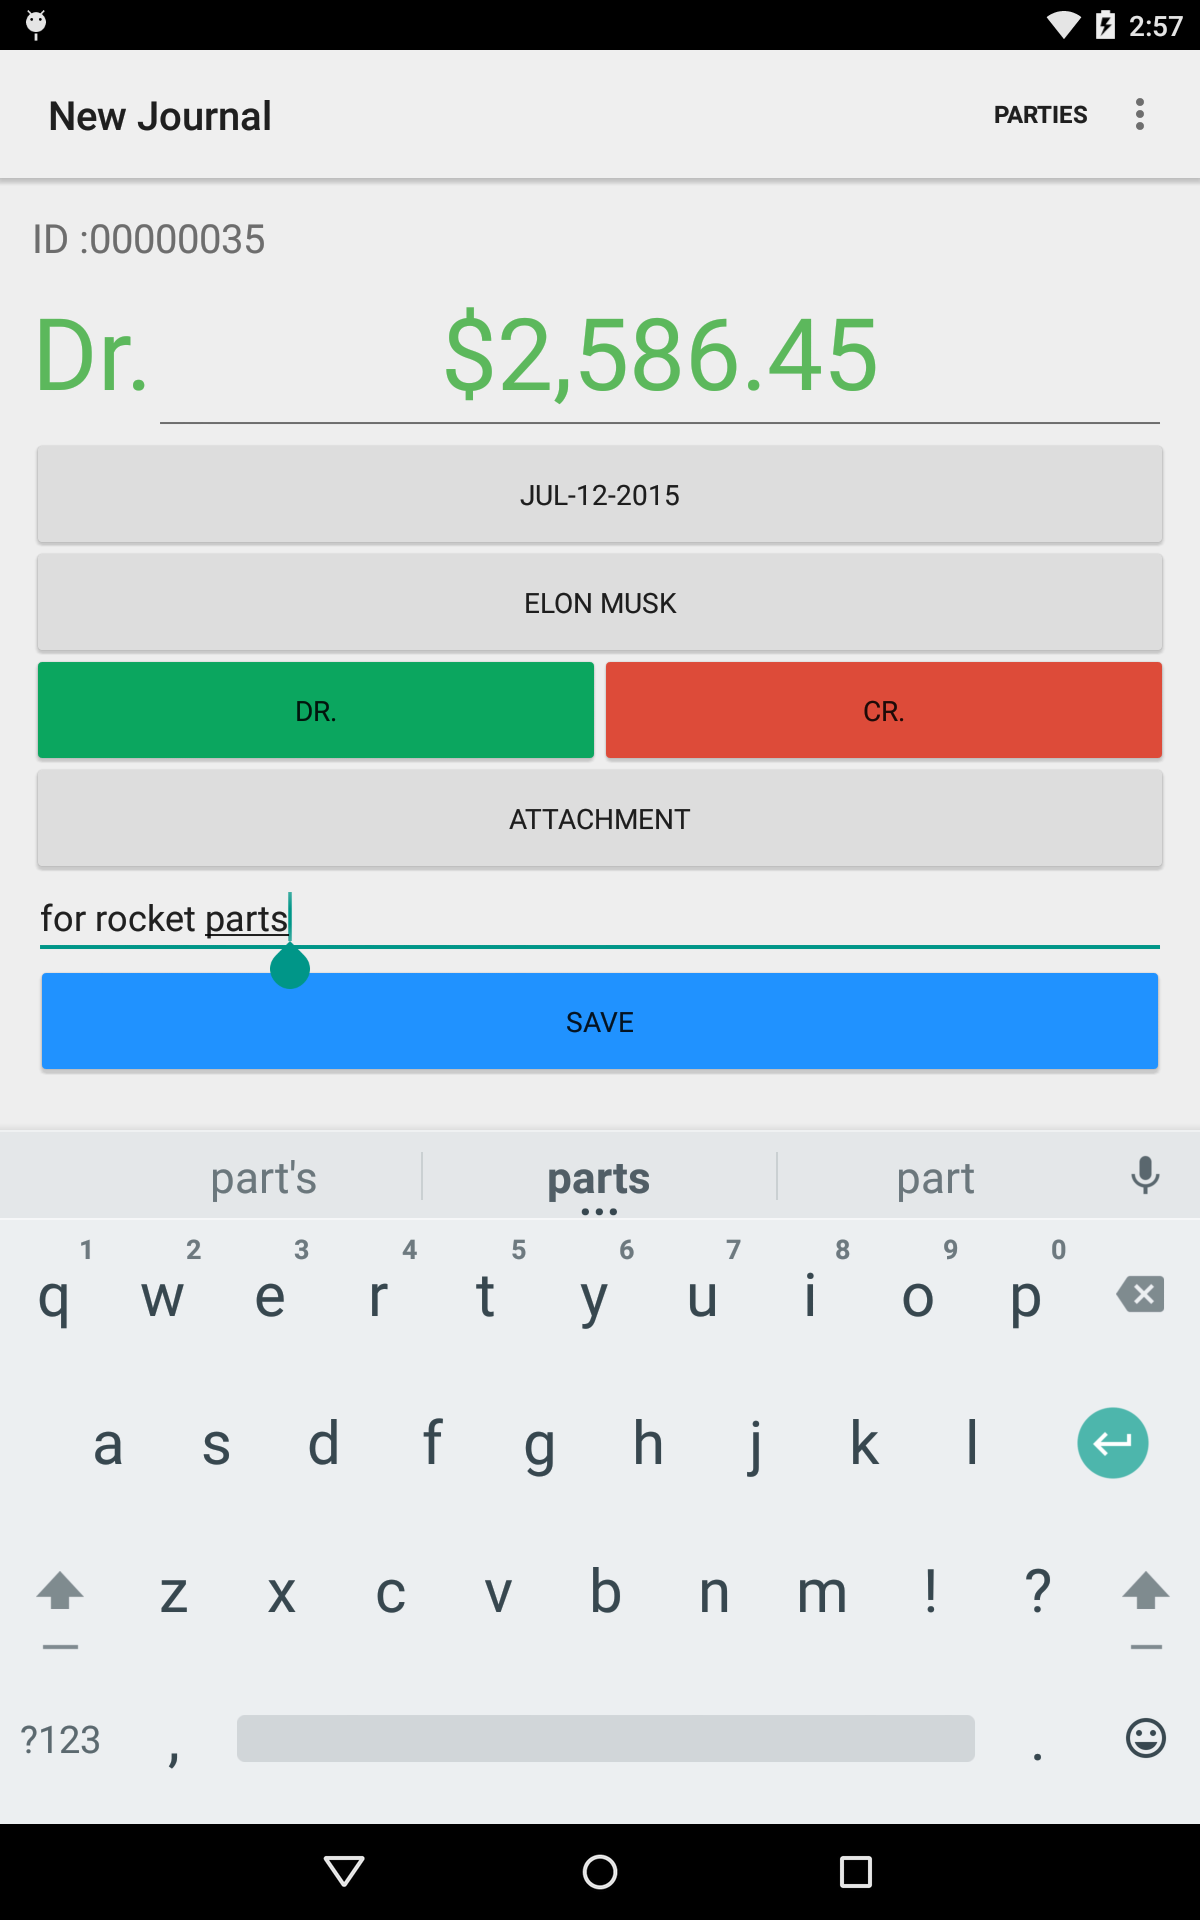 2:57
New Journal
PARTIES
ID :00000035
Dr. $2,586.45
JUL-12-2015
ELON MUSK
DR. CR.
ATTACHMENT
for rocket parts
SAVE
part's parts part
1 2 3 4 5 6 7 8 9 0
q w e r t y u i o p
a s d f g h j k l
z x c v b n m ! ?
?123 , .